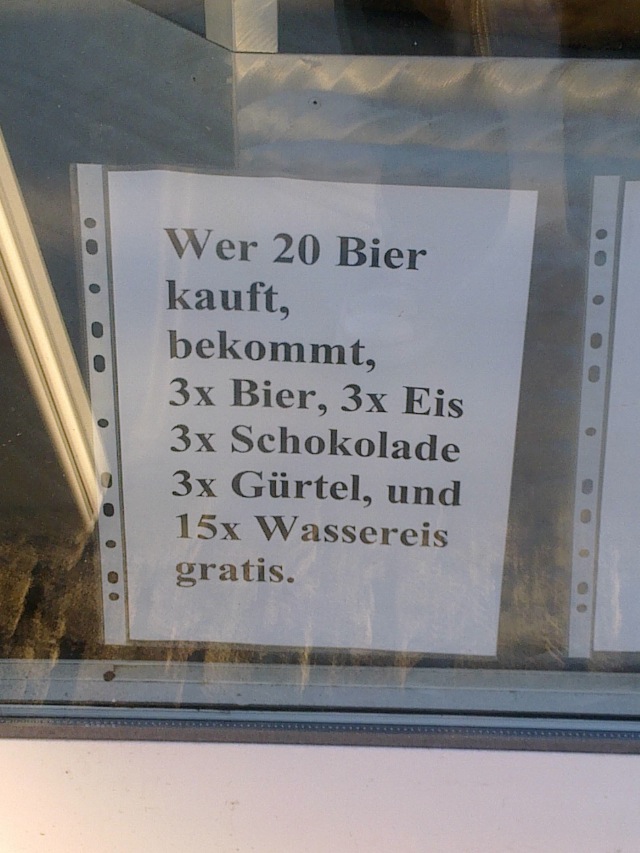 Wer 20 Bier
kauft,
bekommt,
3x Bier, 3x Eis
3x Schokolade
3x Gürtel, und
15x Wassereis
gratis.